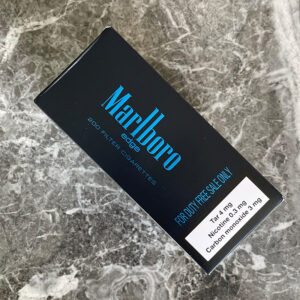 Marlboro
edge
200 FILTER CIGARETTES
FOR DUTY FREE SALE ONLY
Tar 4 mg
Nicotine 0.3 mg
Carbon monoxide 3 mg